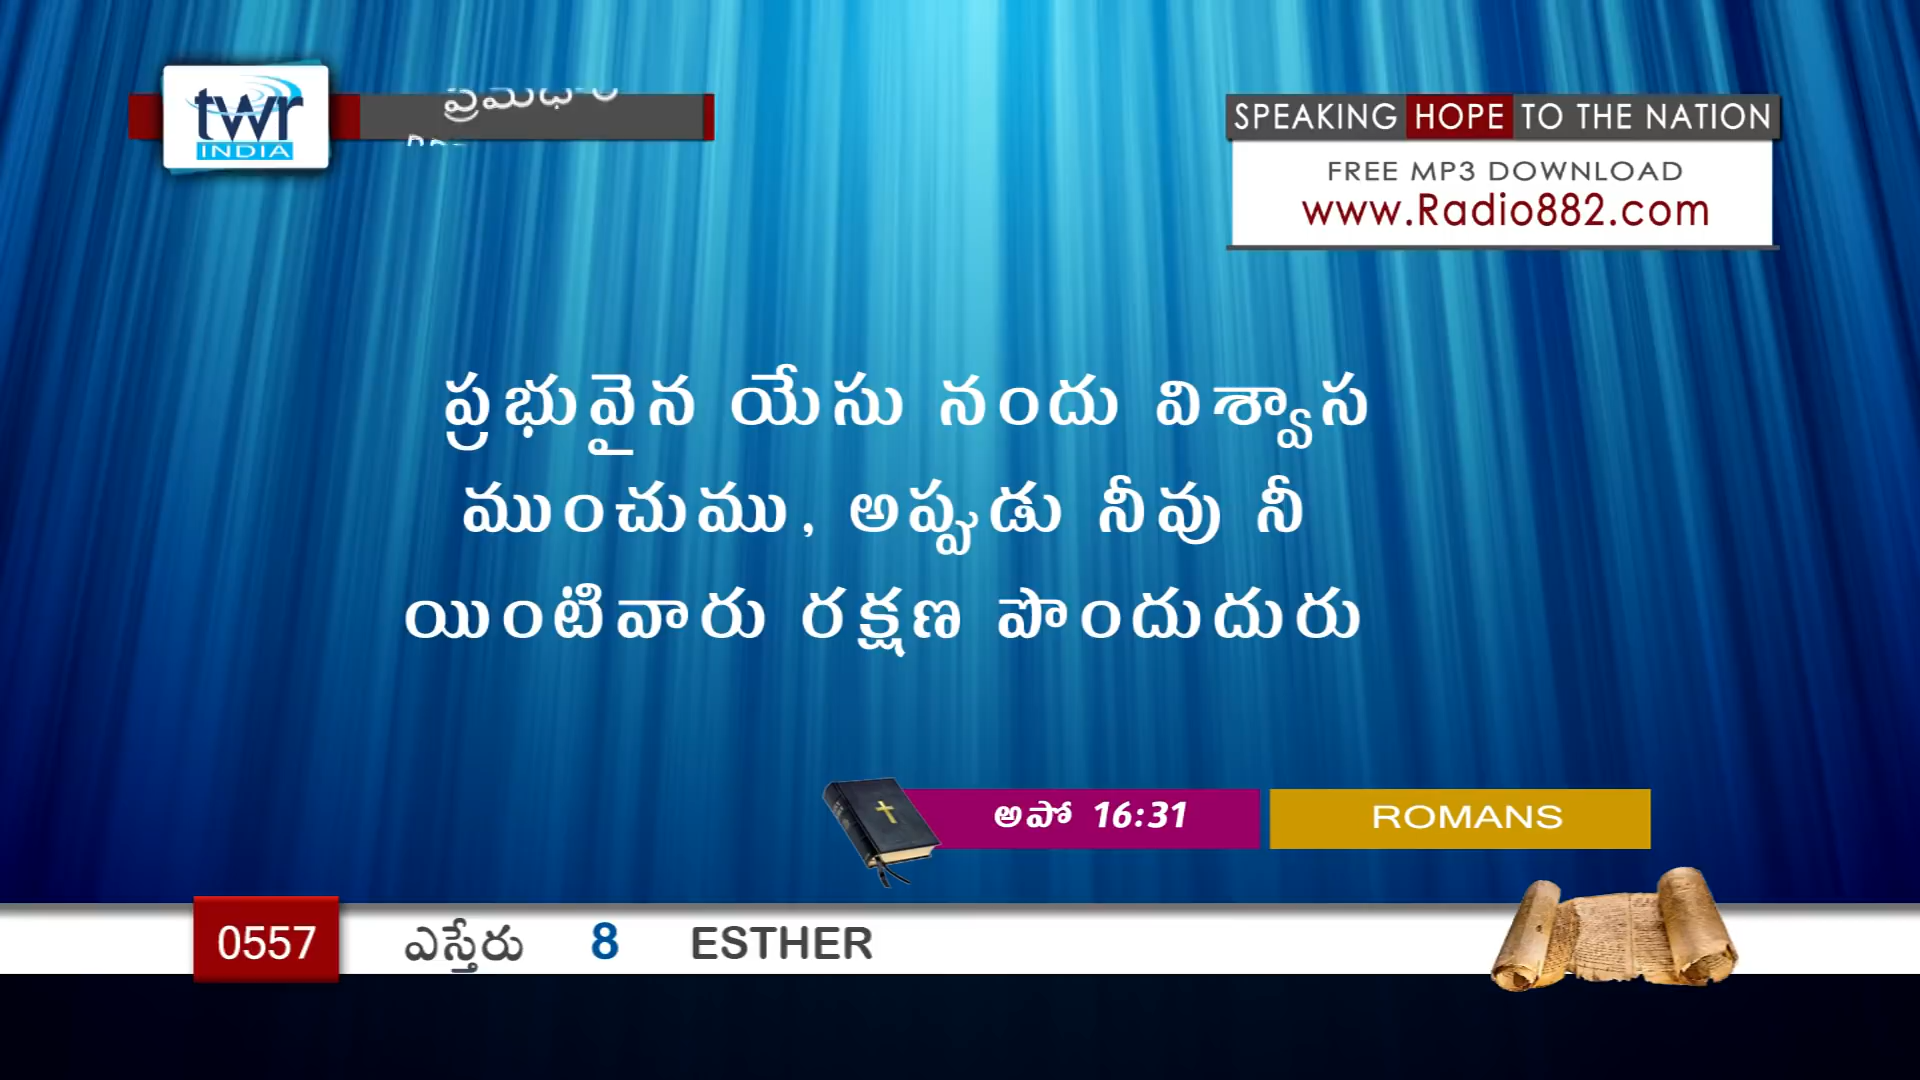 twr
INDIA
SPEAKING HOPE TO THE NATION
FREE MP3 DOWNLOAD
www.Radio882.com
ప్రభువైన యేసు నందు విశ్వాస
ముంచుము, అప్పుడు నీవు నీ
యింటివారు రక్షణ పొందుదురు
అపో 16:31
ROMANS
0557 ఎస్తేరు 8 ESTHER